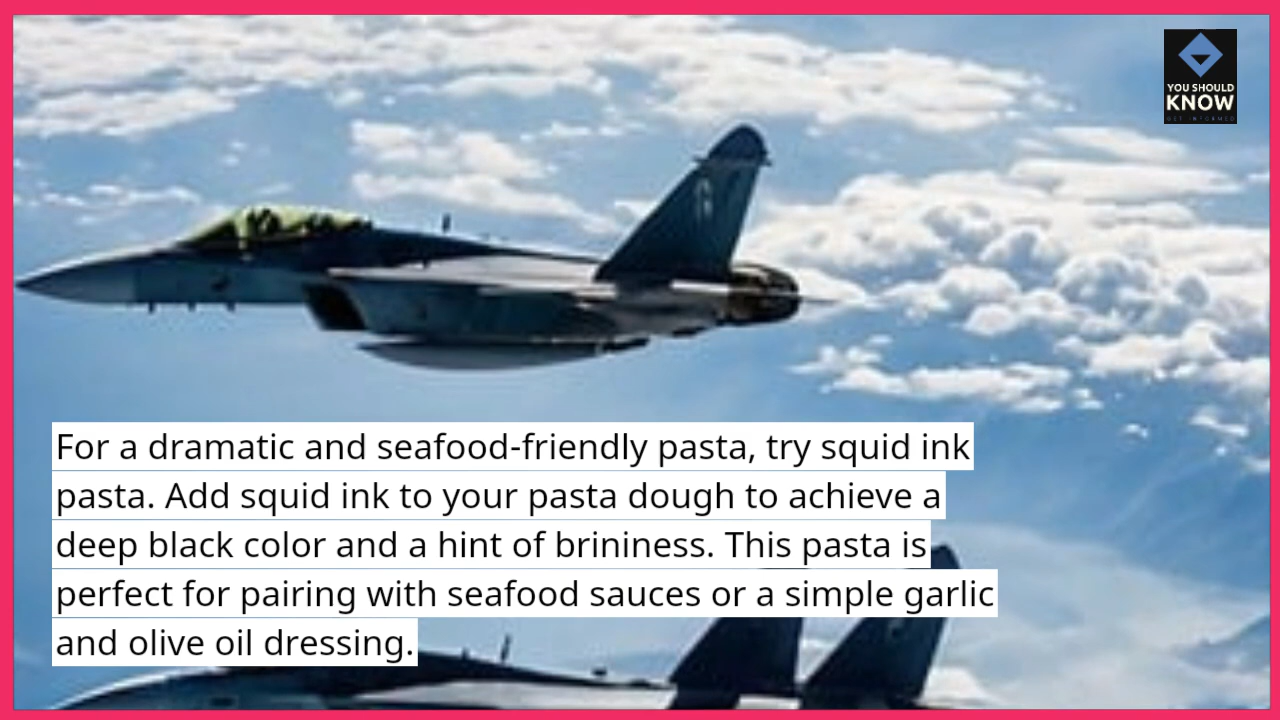 YOU SHOULD
KNOW
GET INFORMED
For a dramatic and seafood-friendly pasta, try squid ink
pasta. Add squid ink to your pasta dough to achieve a
deep black color and a hint of brininess. This pasta is
perfect for pairing with seafood sauces or a simple garlic
and olive oil dressing.